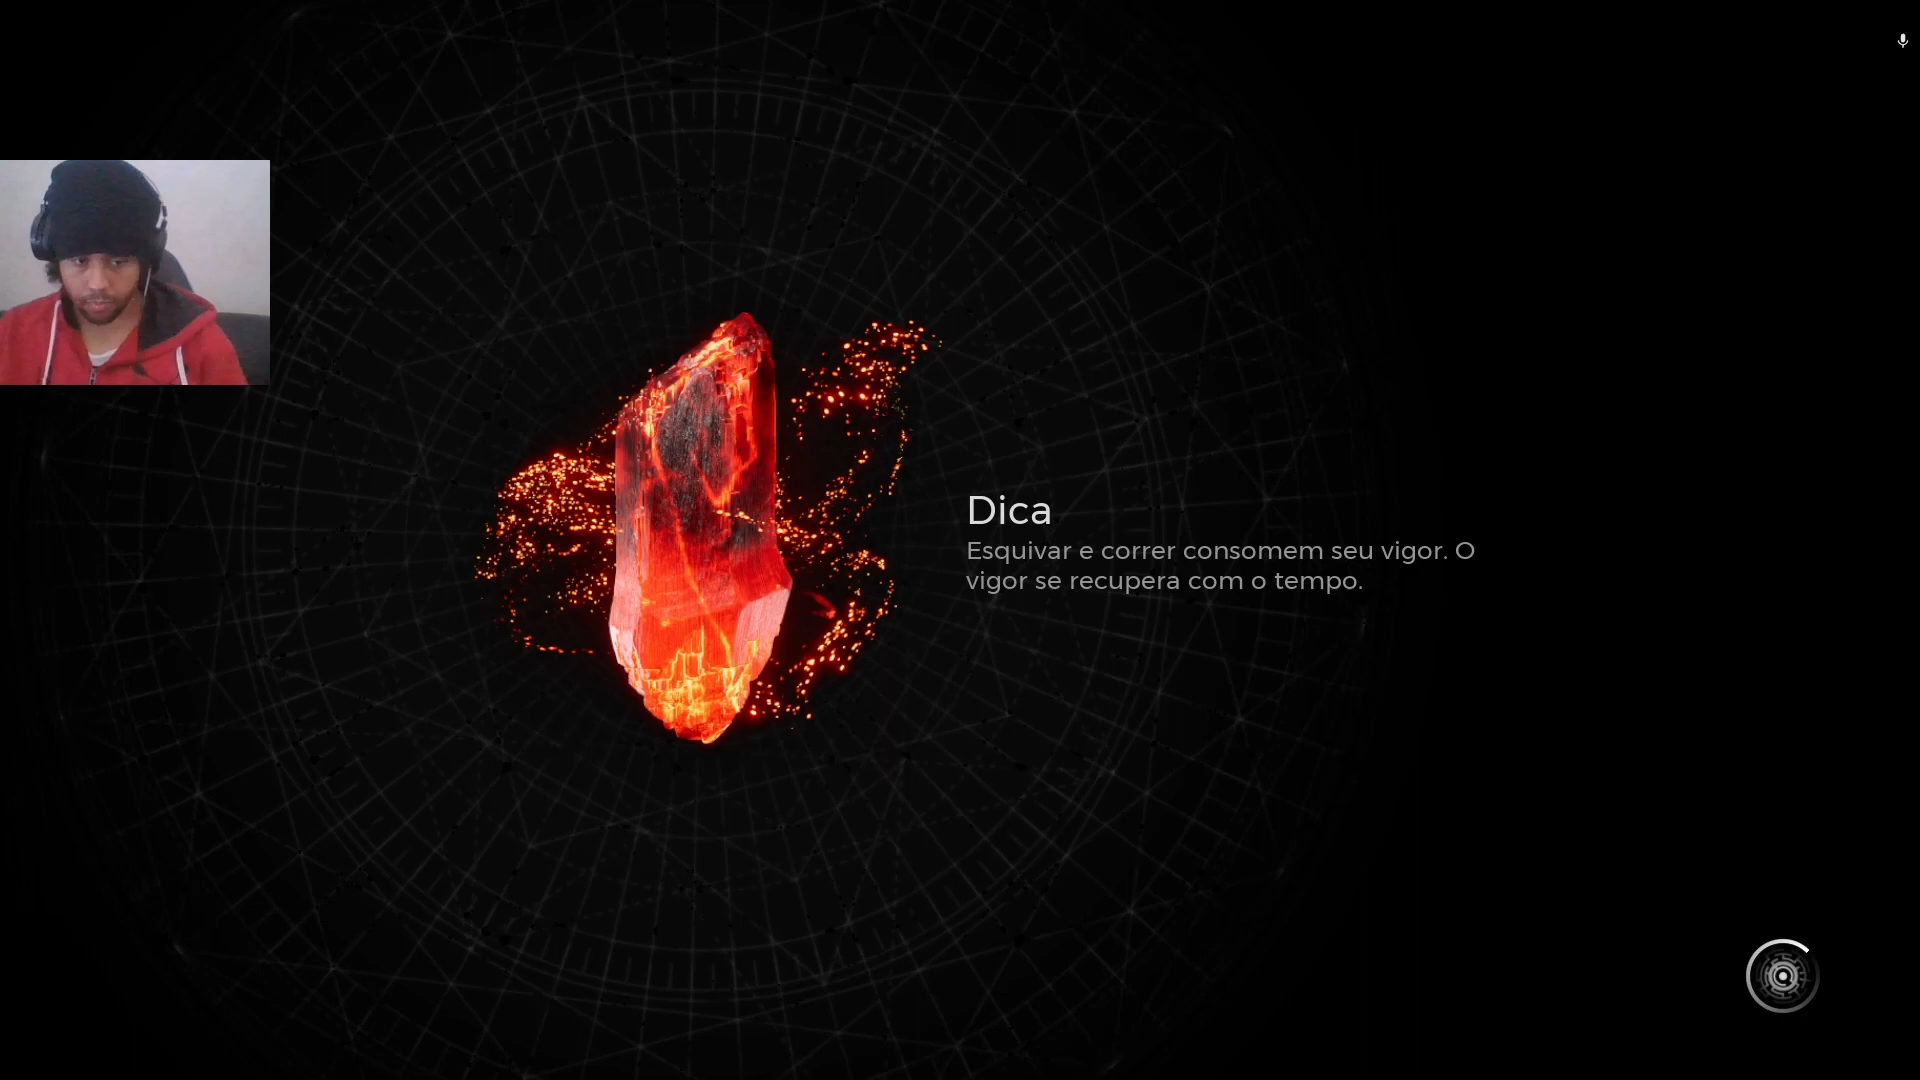 Dica
Esquivar e correr consomem seu vigor. O
vigor se recupera com o tempo.